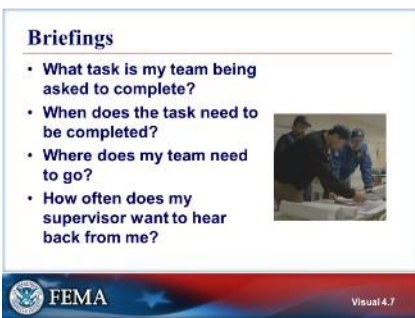 Briefings
• What task is my team being
asked to complete?
• When does the task need to
be completed?
• Where does my team need
to go?
• How often does my
supervisor want to hear
back from me?
FEMA
Visual 4.7